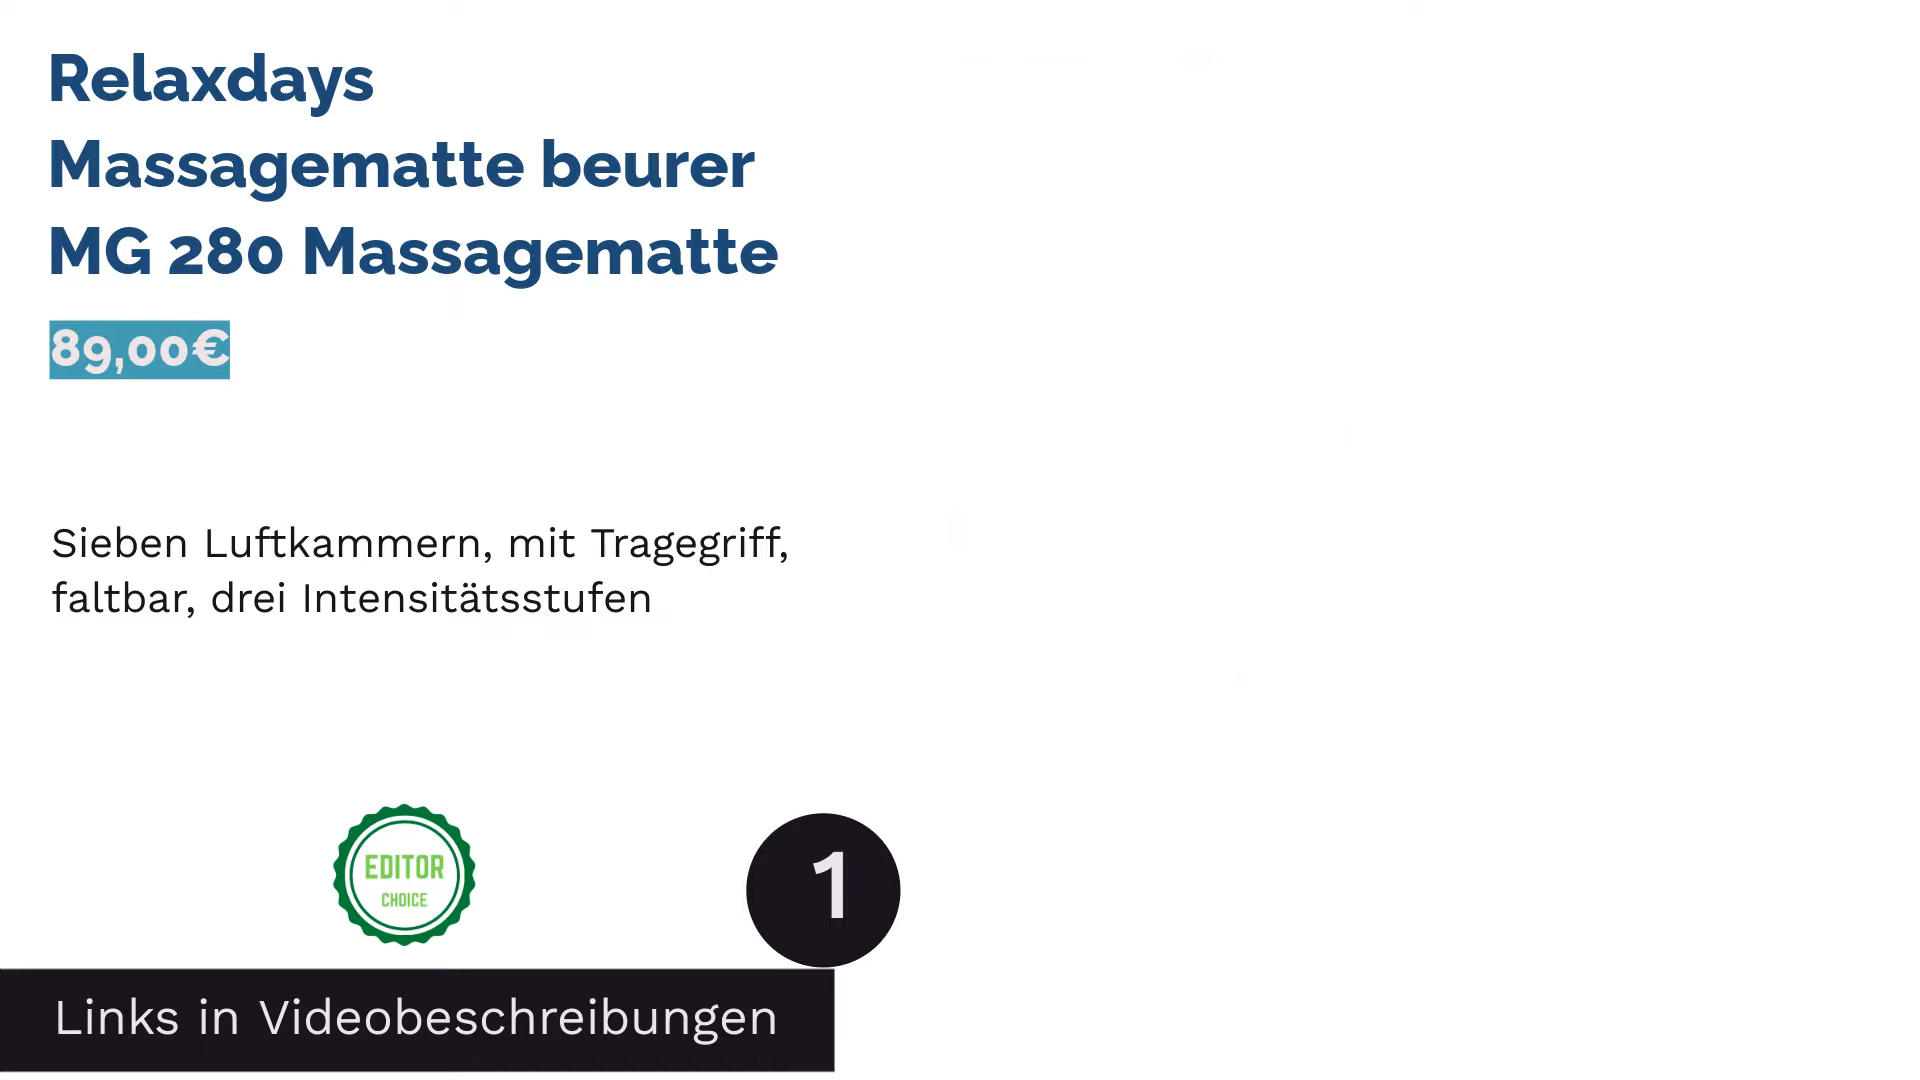 Relaxdays
Massagematte beurer
MG 280 Massagematte
89,00€
Sieben Luftkammern, mit Tragegriff,
faltbar, drei Intensitätsstufen
EDITOR
CHOICE
1
Links in Videobeschreibungen